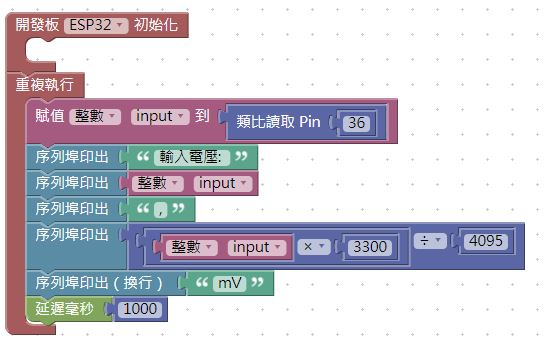 開發板 ESP32 初始化
重複執行
賦值 整數 input 到 類比讀取 Pin 36
序列埠印出 “ 輸入電壓: ”
序列埠印出 整數 input
序列埠印出 “ , ”
序列埠印出 整數 input × 3300 ÷ 4095
序列埠印出 ( 換行 ) “ mV ”
延遲毫秒 1000